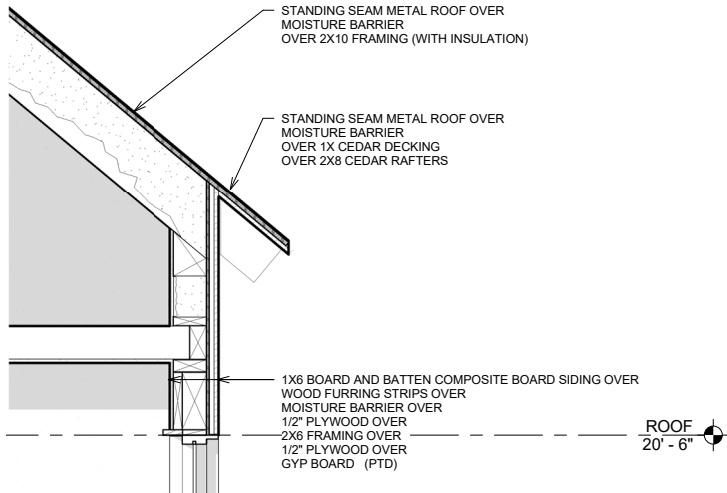 STANDING SEAM METAL ROOF OVER
MOISTURE BARRIER
OVER 2X10 FRAMING (WITH INSULATION)
STANDING SEAM METAL ROOF OVER
MOISTURE BARRIER
OVER 1X CEDAR DECKING
OVER 2X8 CEDAR RAFTERS
1X6 BOARD AND BATTEN COMPOSITE BOARD SIDING OVER
WOOD FURRING STRIPS OVER
MOISTURE BARRIER OVER
1/2" PLYWOOD OVER
2X6 FRAMING OVER
1/2" PLYWOOD OVER
GYP BOARD (PTD)
ROOF
20' - 6"